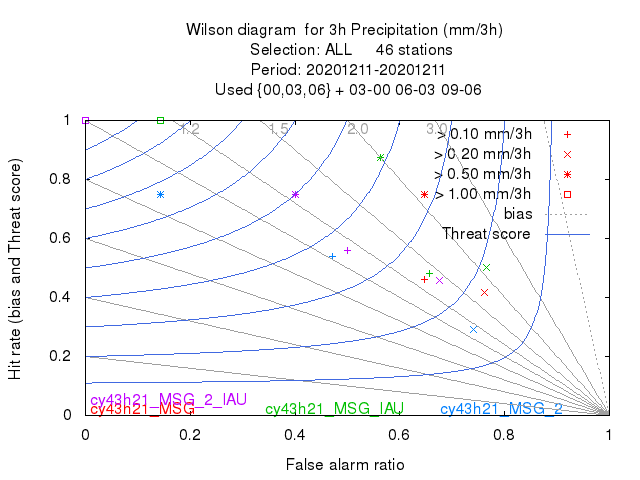 Wilson diagram  for 3h Precipitation (mm/3h)
Selection: ALL     46 stations
Period: 20201211-20201211
Used {00,03,06} + 03-00 06-03 09-06
1
1.2
1.5
2.0
3.0
> 0.10 mm/3h
> 0.20 mm/3h
> 0.50 mm/3h
> 1.00 mm/3h
bias
Threat score
0.8
0.6
0.4
0.2
0
Hit rate (bias and Threat score)
cy43h21_MSG_2_IAU
cy43h21_MSG
cy43h21_MSG_IAU
cy43h21_MSG_2
0
0.2
0.4
0.6
0.8
1
False alarm ratio